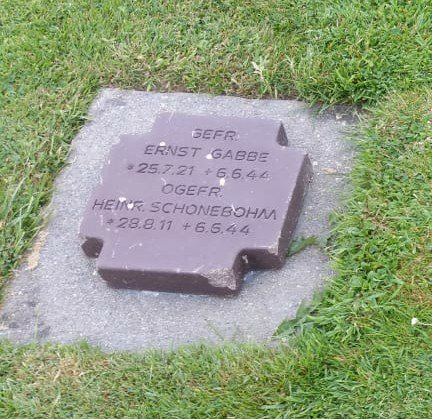 GEFR.
ERNST GABBE
*25.7.21 +6.6.44
OGEFR.
HEINR. SCHONEBOHM
*28.8.11 +6.6.44